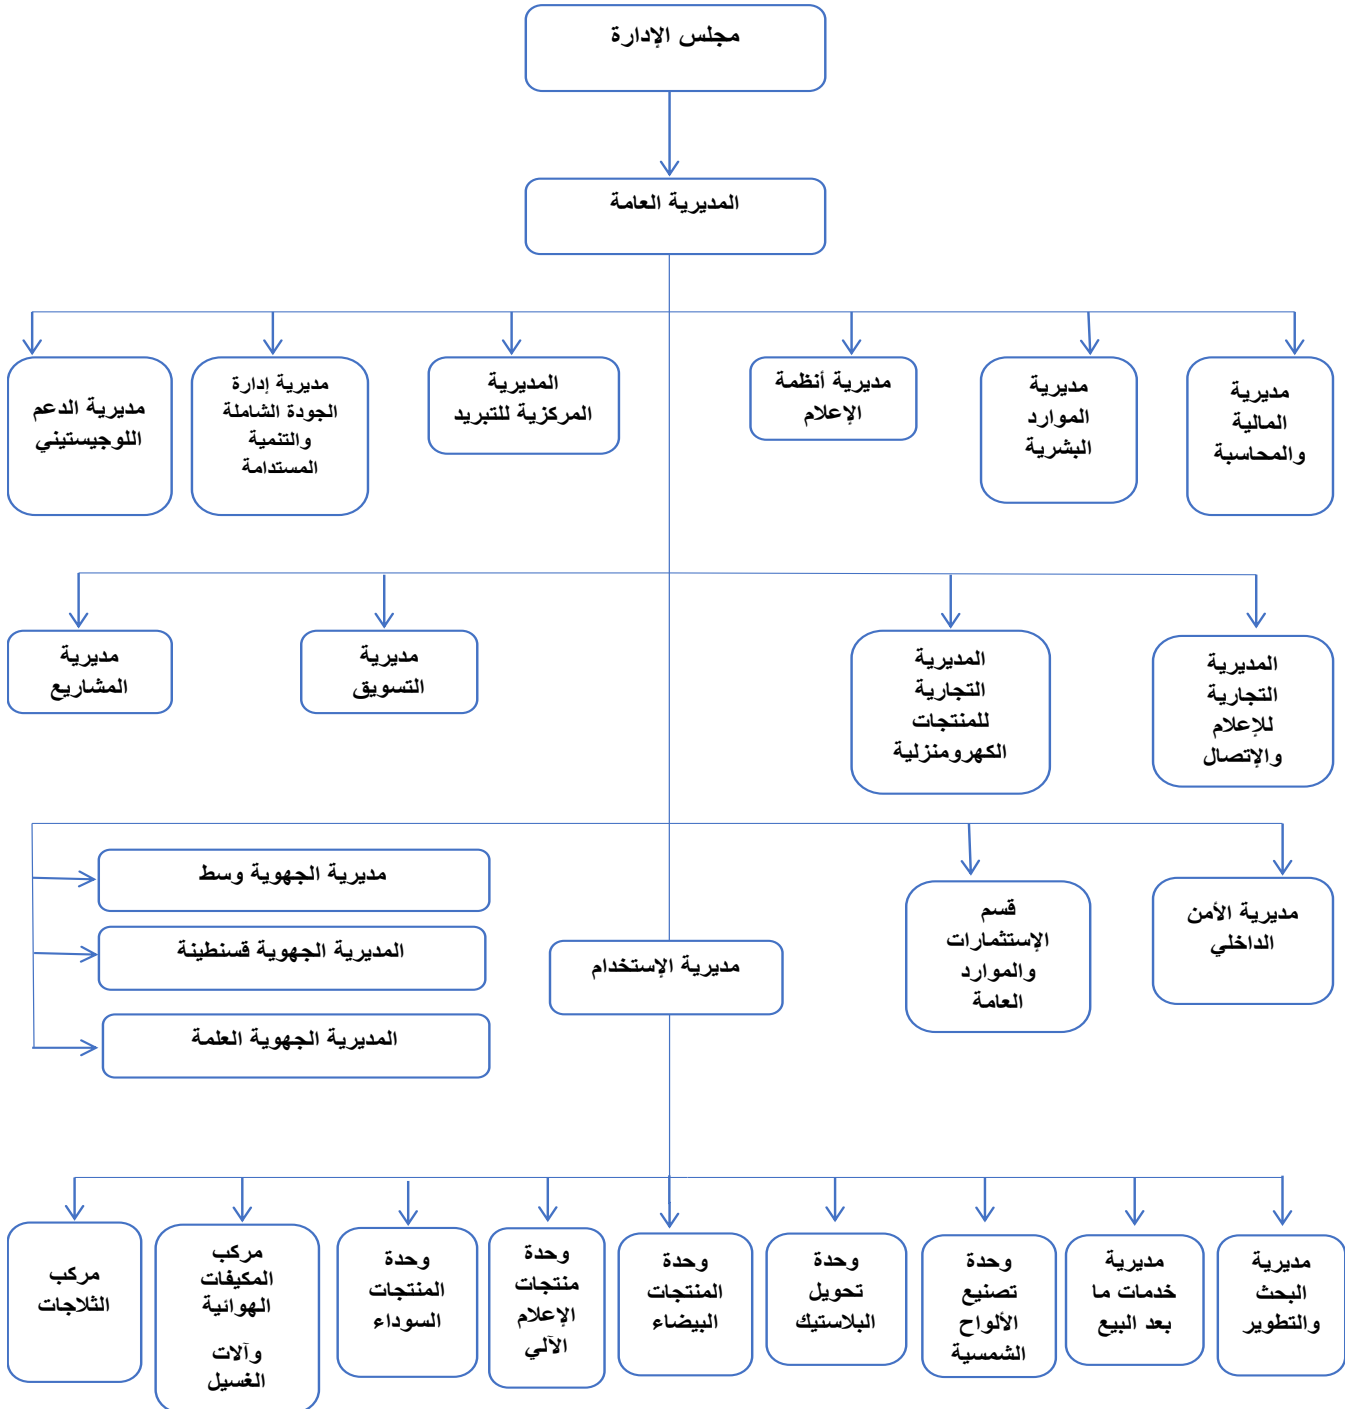 مجلس الإدارة
المديرية العامة
مديرية
المالية
والمحاسبة
مديرية
الموارد
البشرية
مديرية أنظمة
الإعلام
المديرية
المركزية للتبريد
مديرية إدارة
الجودة الشاملة
والتنمية
المستدامة
مديرية الدعم
اللوجيستيني
المديرية
التجارية
للإعلام
والإتصال
المديرية
التجارية
للمنتجات
الكهرومنزلية
مديرية
التسويق
مديرية
المشاريع
مديرية الأمن
الداخلي
قسم
الإستثمارات
والموارد
العامة
مديرية الإستخدام
مديرية الجهوية وسط
المديرية الجهوية قسنطينة
المديرية الجهوية العلمة
مديرية
البحث
والتطوير
مديرية
خدمات ما
بعد البيع
وحدة
تصنيع
الألواح
الشمسية
وحدة
تحويل
البلاستيك
وحدة
المنتجات
البيضاء
وحدة
منتجات
الإعلام
الآلي
وحدة
المنتجات
السوداء
مركب
المكيفات
الهوائية
وآلات
الغسيل
مركب
الثلاجات